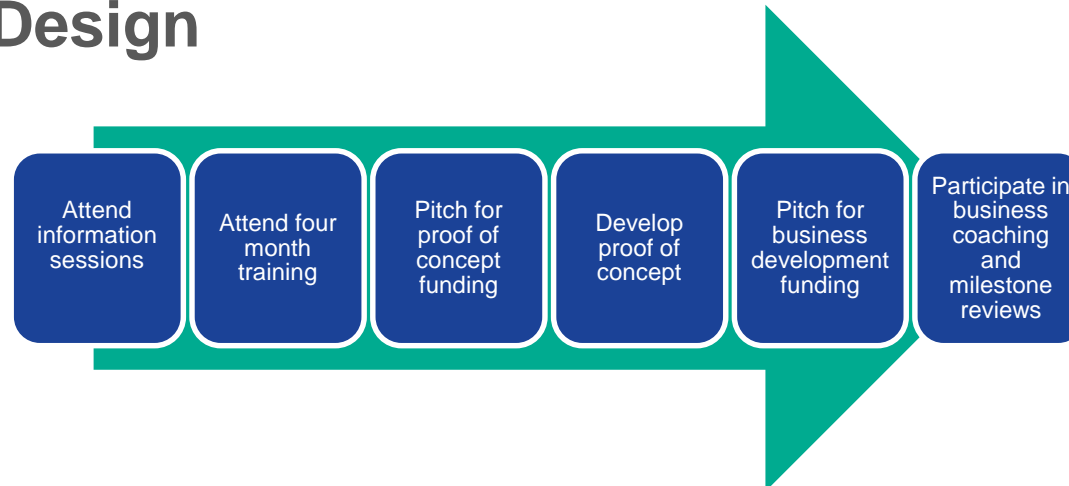 Design
Attend
information
sessions
Attend four
month
training
Pitch for
proof of
concept
funding
Develop
proof of
concept
Pitch for
business
development
funding
Participate in
business
coaching
and
milestone
reviews